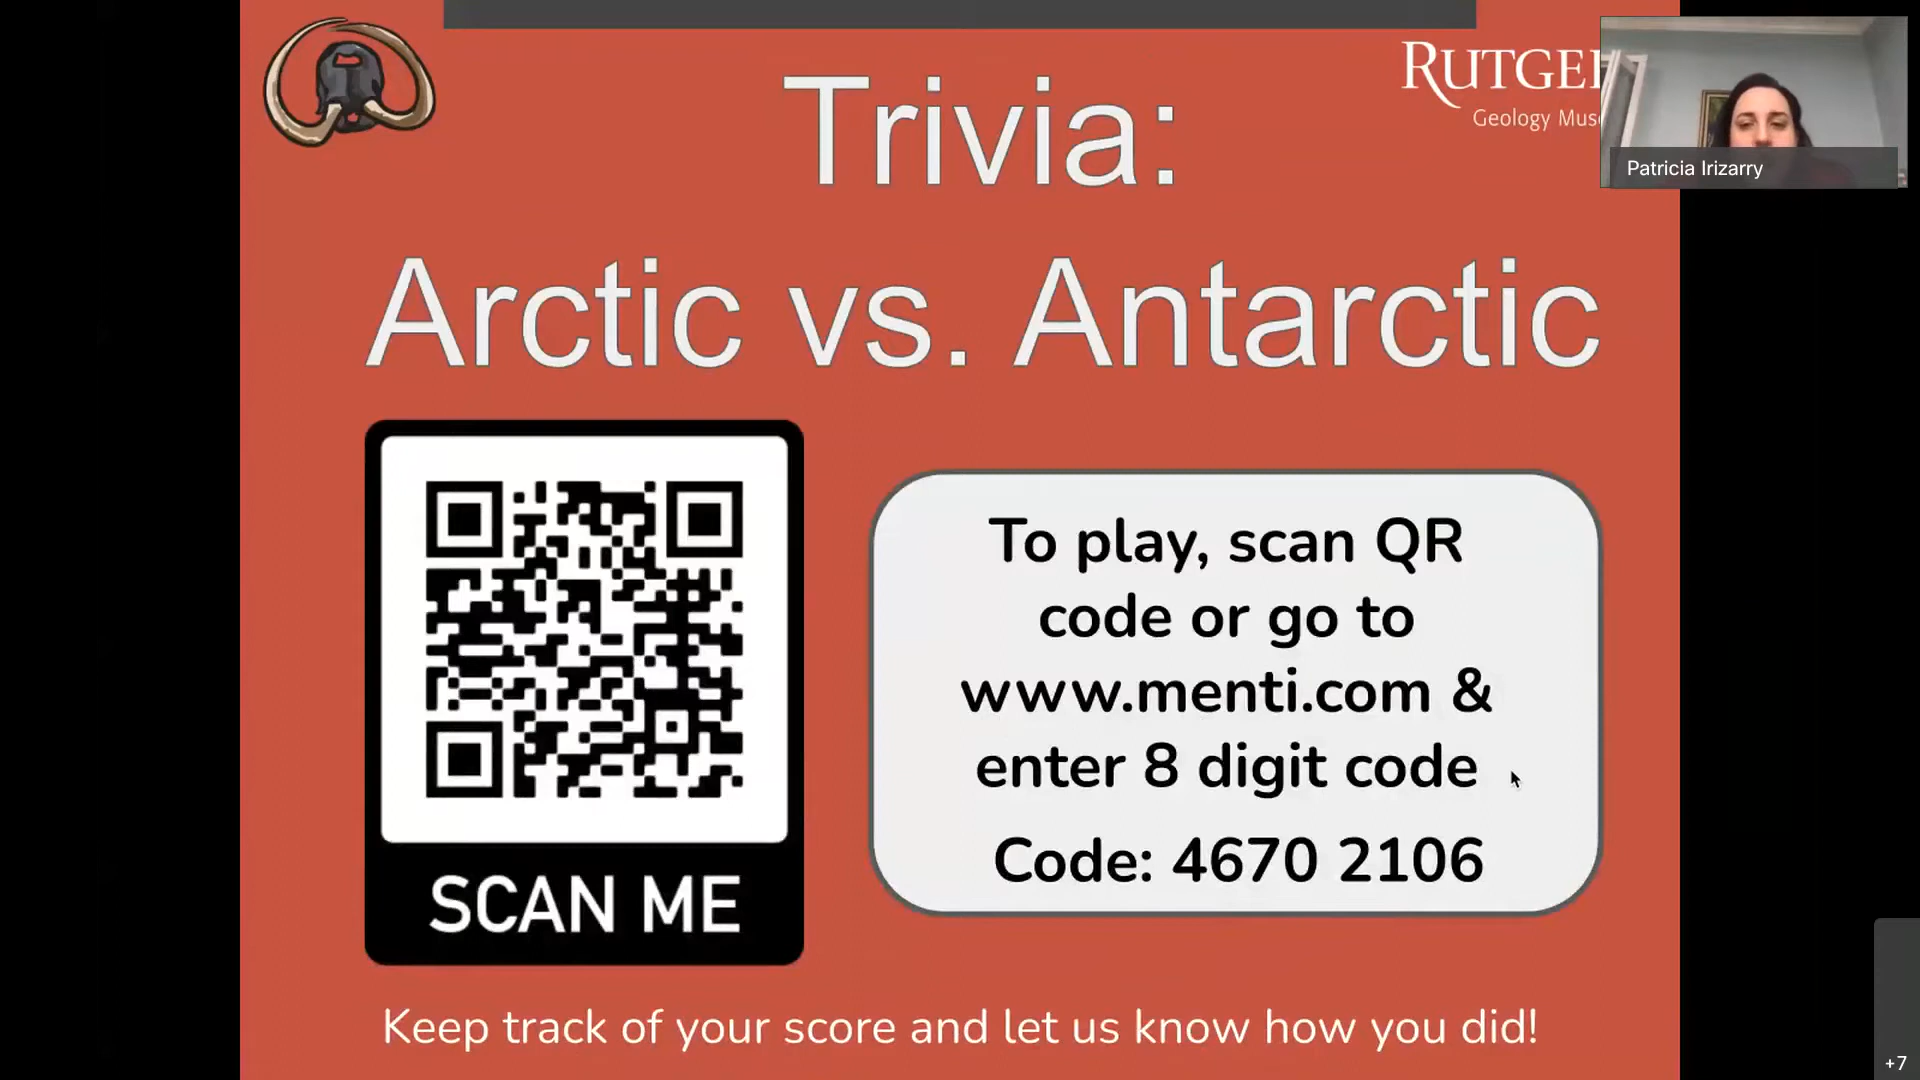 RUTGE
Geology Mus
Patricia Irizarry
Trivia:
Arctic vs. Antarctic
SCAN ME
To play, scan QR
code or go to
www.menti.com &
enter 8 digit code
Code: 4670 2106
Keep track of your score and let us know how you did!
+7